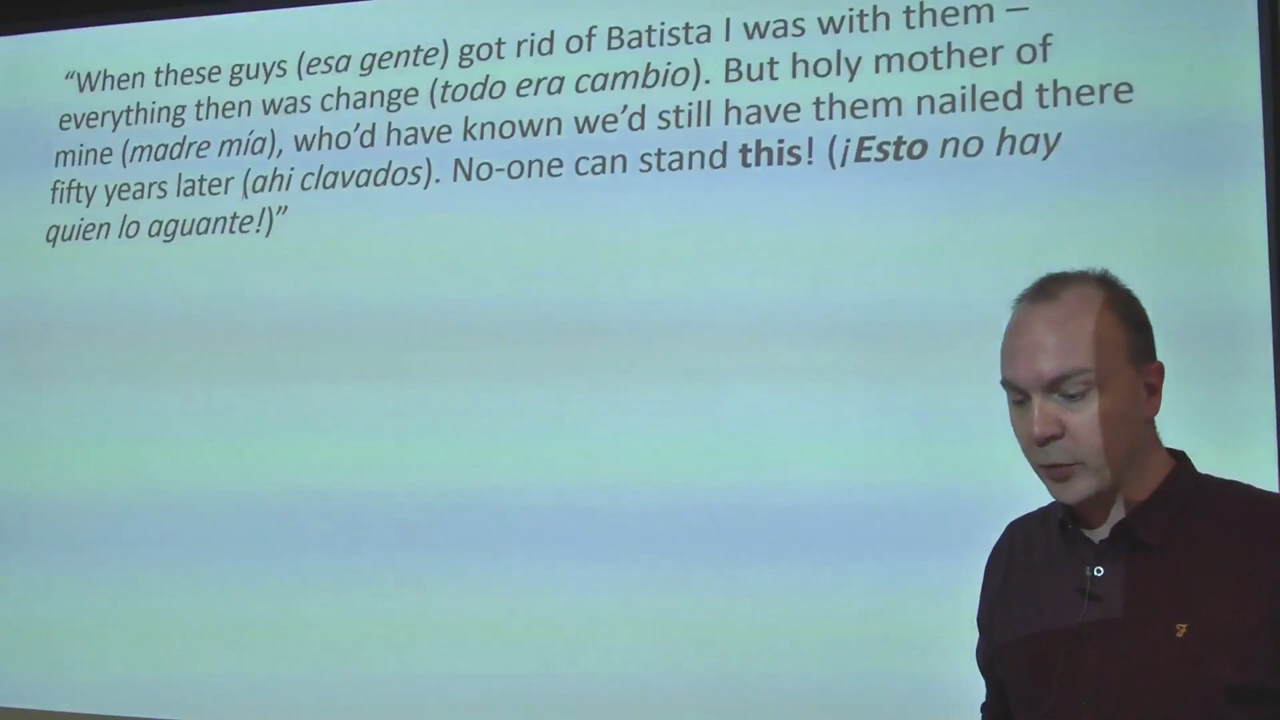 “When these guys (esa gente) got rid of Batista I was with them –
everything then was change (todo era cambio). But holy mother of
mine (madre mía), who’d have known we’d still have them nailed there
fifty years later (ahi clavados). No-one can stand this! (¡Esto no hay
quien lo aguante!)”